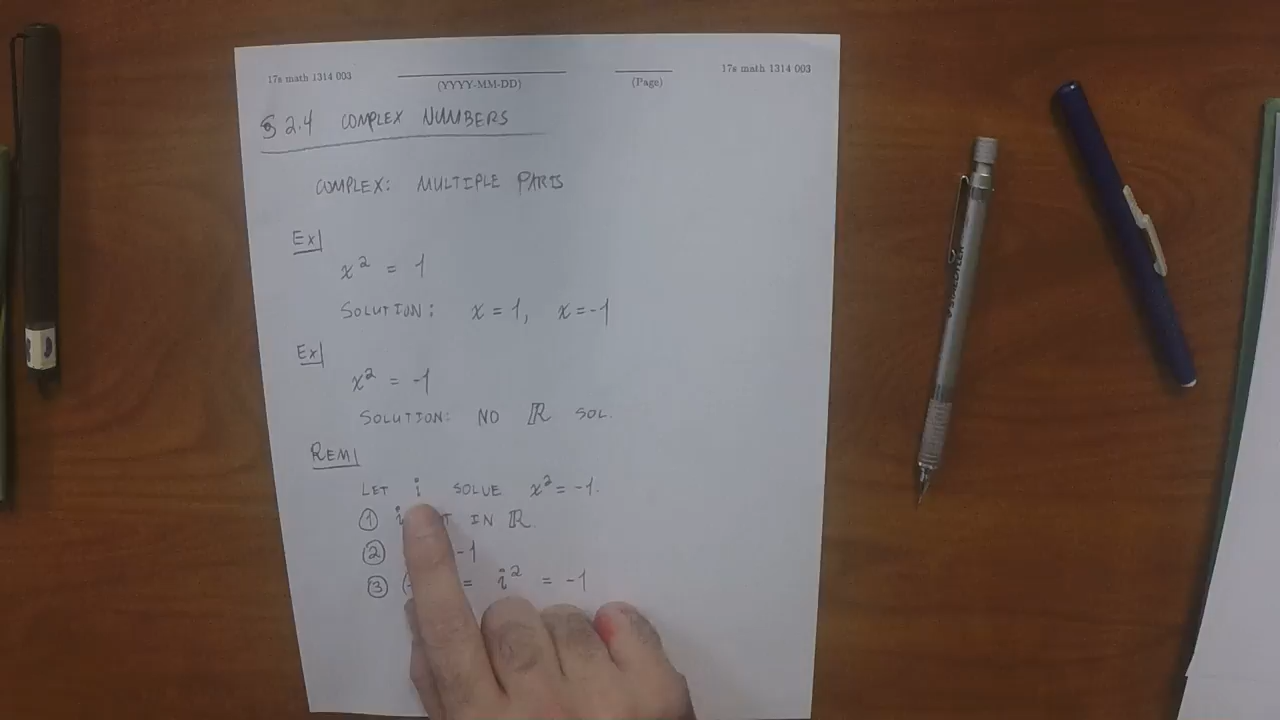 17s math 1314 003 (YYYY-MM-DD) (Page) 17s math 1314 003
§ 2.4 COMPLEX NUMBERS
COMPLEX: MULTIPLE PARTS
Ex|
x² = 1
SOLUTION: x = 1, x = -1
Ex|
x² = -1
SOLUTION: NO ℝ SOL.
REM|
LET i SOLVE x² = -1.
① i IN ℝ.
② -1
③ ( = i² = -1
STAEDTLER